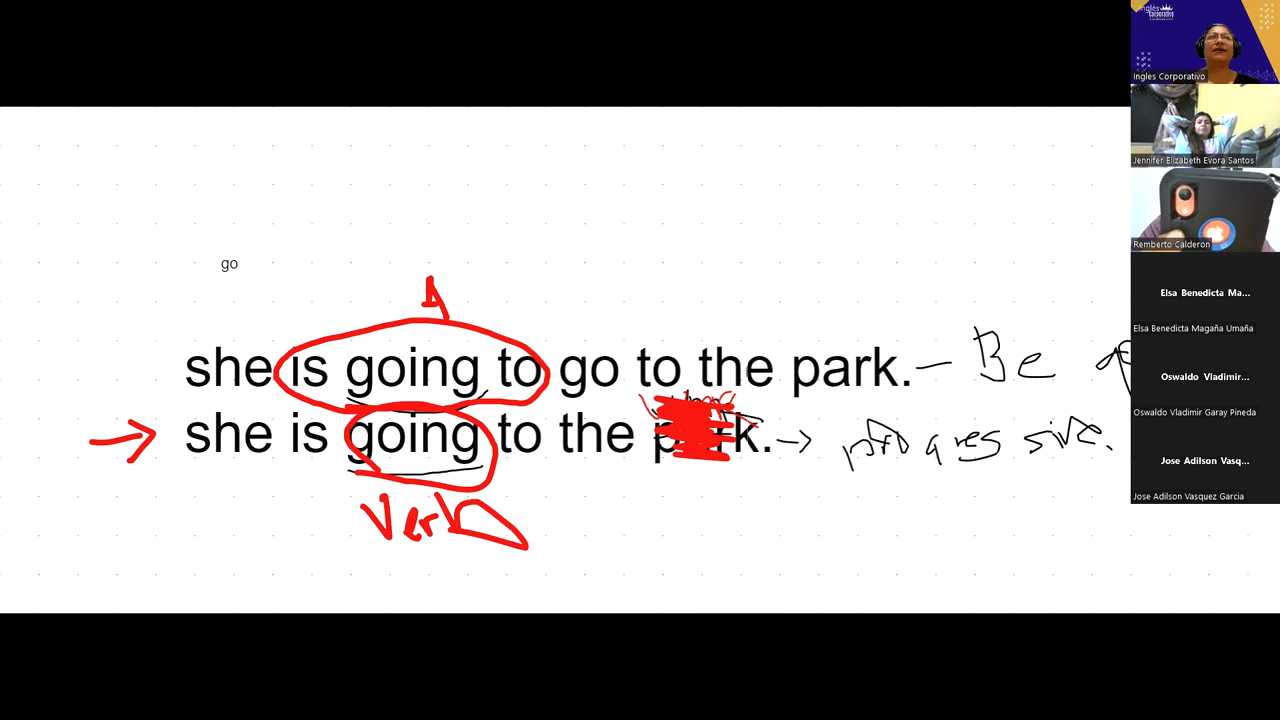 go
she is going to go to the park. - Be
she is going to the park. → progressive.
Verb
Inglés
corporativo
Ingles Corporativo
Jennifer Elizabeth Evora Santos
Remberto Calderon
Elsa Benedicta Ma...
Elsa Benedicta Magaña Umaña
Oswaldo Vladimir...
Oswaldo Vladimir Garay Pineda
Jose Adilson Vasq...
Jose Adilson Vasquez Garcia